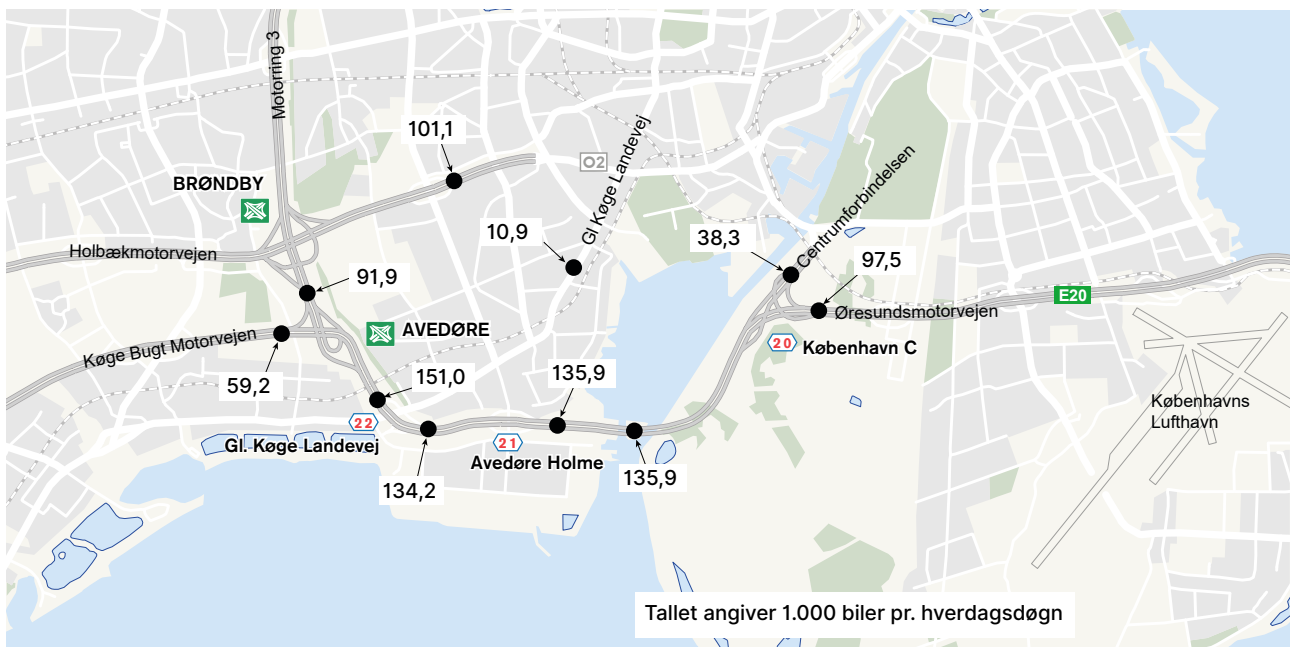 Motorring 3
101,1
O2
Gl Køge Landevej
BRØNDBY
Centrumforbindelsen
10,9
38,3
Holbækmotorvejen
97,5
91,9
E20
Øresundsmotorvejen
AVEDØRE
Køge Bugt Motorvejen
20
København C
59,2
151,0
135,9
Københavns
Lufthavn
22
Gl. Køge Landevej
21
Avedøre Holme
134,2
135,9
Tallet angiver 1.000 biler pr. hverdagsdøgn